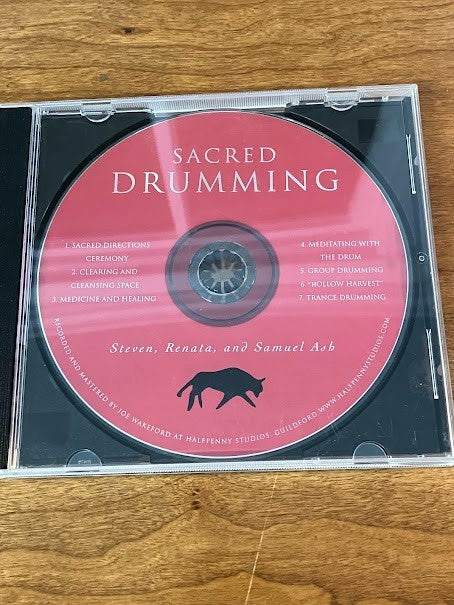 SACRED
DRUMMING
1. SACRED DIRECTIONS
CEREMONY
2. CLEARING AND
CLEANSING SPACE
3. MEDICINE AND HEALING
4. MEDITATING WITH
THE DRUM
5. GROUP DRUMMING
6. "HOLLOW HARVEST"
7. TRANCE DRUMMING
Steven, Renata, and Samuel Ash
RECORDED AND MASTERED BY JOE WAKEFORD AT HALFPENNY STUDIOS, GUILDFORD WWW.HALFPENNYSTUDIOS.COM